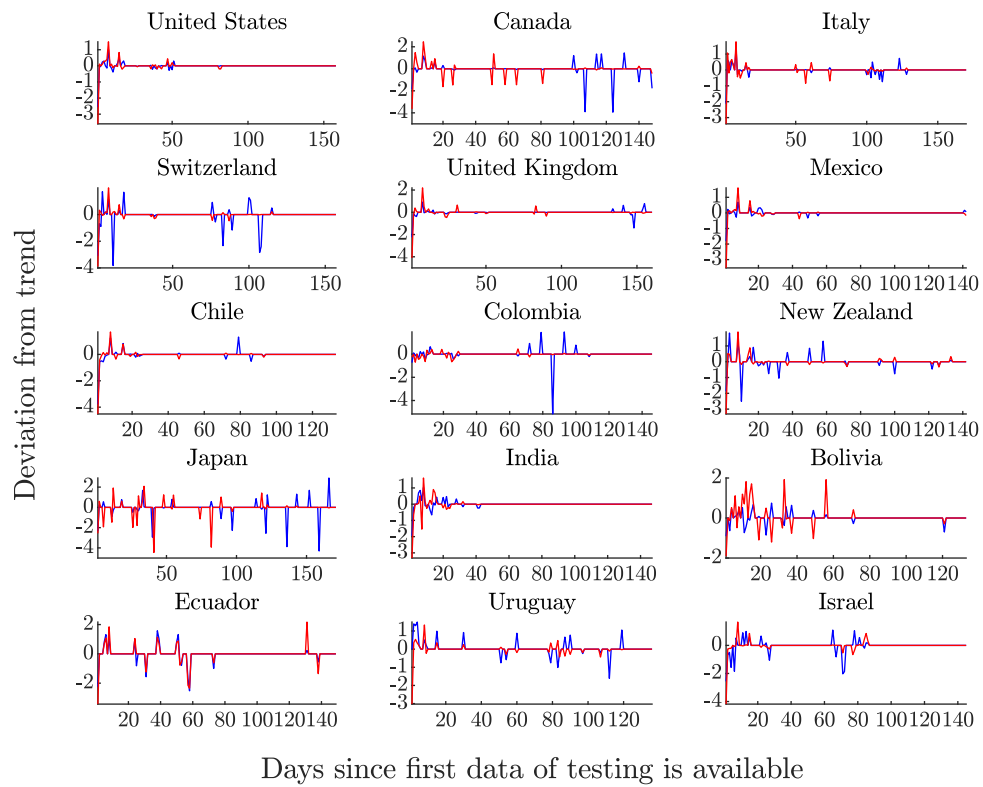 United States Canada Italy
1 0 -1 -2 -3 50 100 150
2 0 -2 -4 20 40 60 80 100 120 140
1 0 -1 -2 -3 50 100 150
Switzerland United Kingdom Mexico
0 -2 -4 50 100 150
2 0 -2 -4 50 100 150
1 0 -1 -2 -3 20 40 60 80 100 120 140
Chile Colombia New Zealand
0 -2 -4 20 40 60 80 100 120
0 -2 -4 20 40 60 80 100 120 140
1 0 -1 -2 -3 20 40 60 80 100 120 140
Japan India Bolivia
2 0 -2 -4 50 100 150
1 0 -1 -2 -3 20 40 60 80 100 120 140
2 0 -2 20 40 60 80 100 120
Ecuador Uruguay Israel
2 0 -2 20 40 60 80 100 120 140
1 0 -1 -2 -3 20 40 60 80 100 120
0 -2 -4 20 40 60 80 100 120 140
Deviation from trend
Days since first data of testing is available